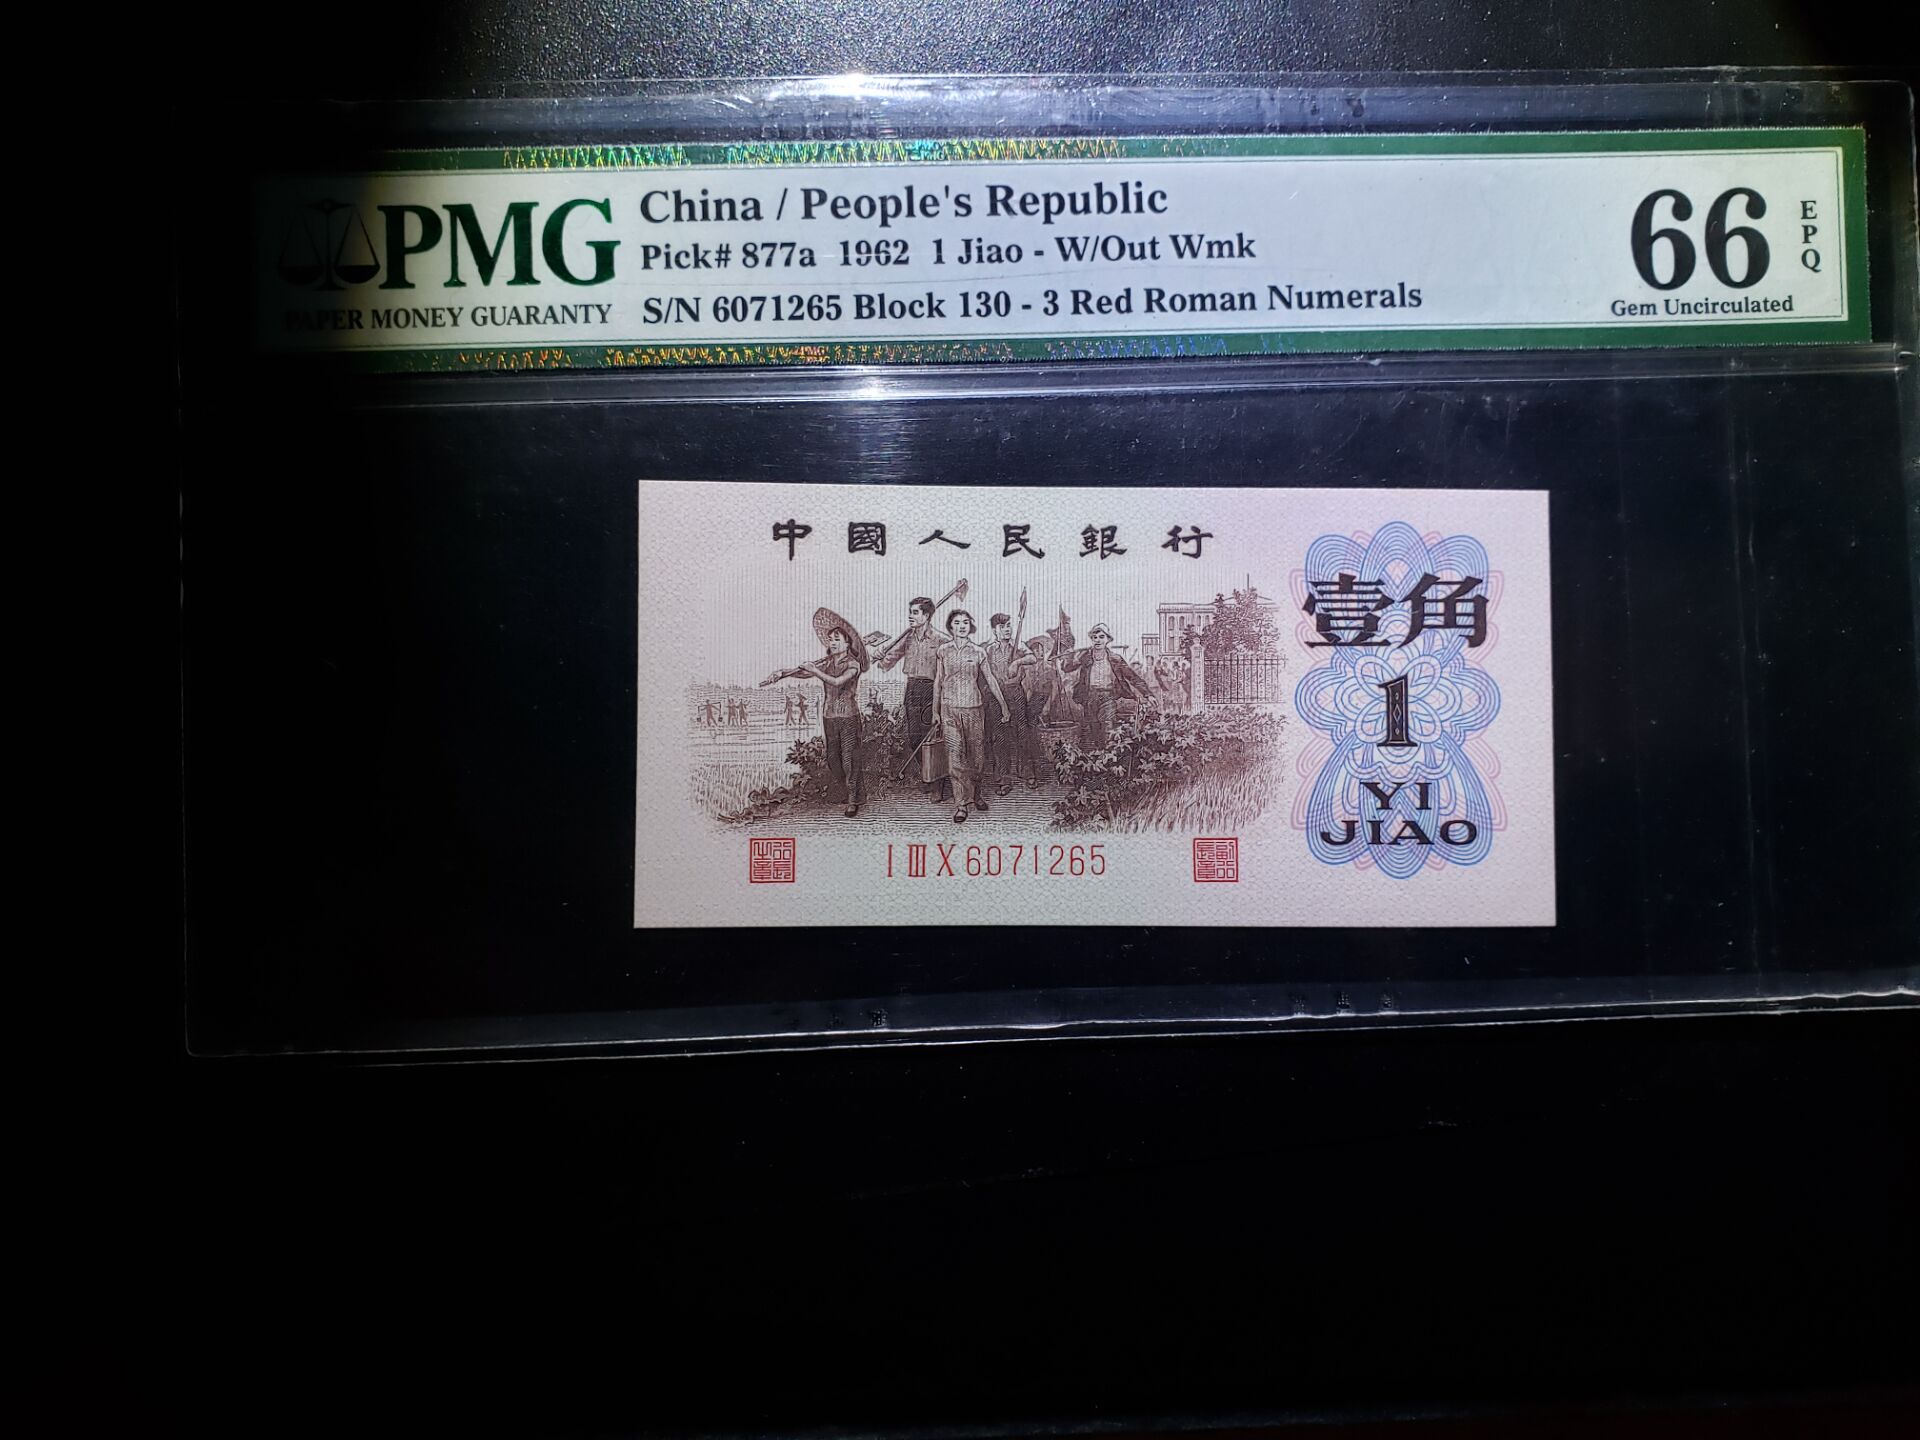 PMG
PAPER MONEY GUARANTY
China / People's Republic
Pick# 877a 1962 1 Jiao - W/Out Wmk
S/N 6071265 Block 130 - 3 Red Roman Numerals
66
EPQ
Gem Uncirculated
中國人民銀行
壹角
1
YI
JIAO
I III X 6071265